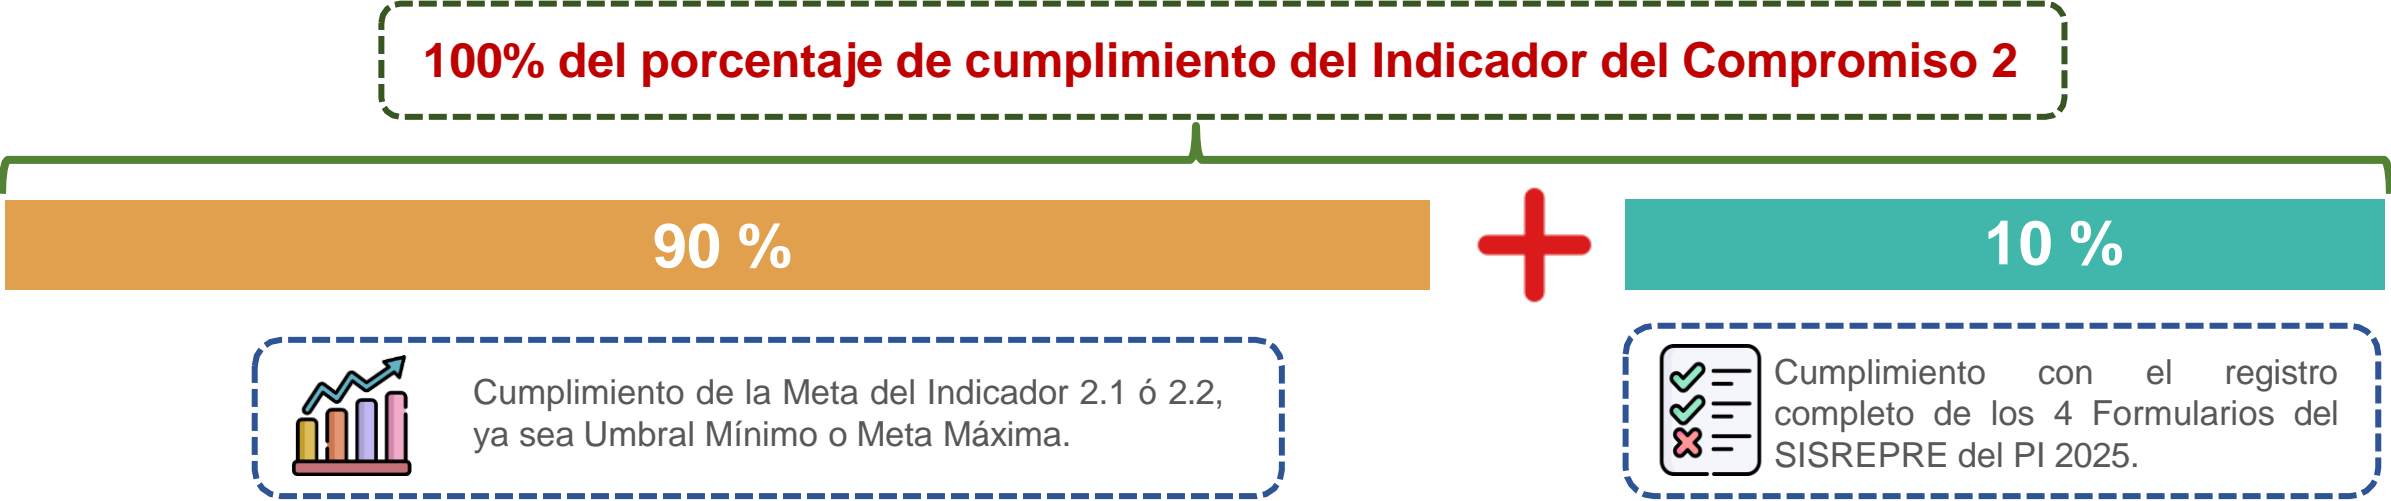 100% del porcentaje de cumplimiento del Indicador del Compromiso 2
90 %
10 %
Cumplimiento de la Meta del Indicador 2.1 ó 2.2,
ya sea Umbral Mínimo o Meta Máxima.
Cumplimiento con el registro
completo de los 4 Formularios del
SISREPRE del PI 2025.